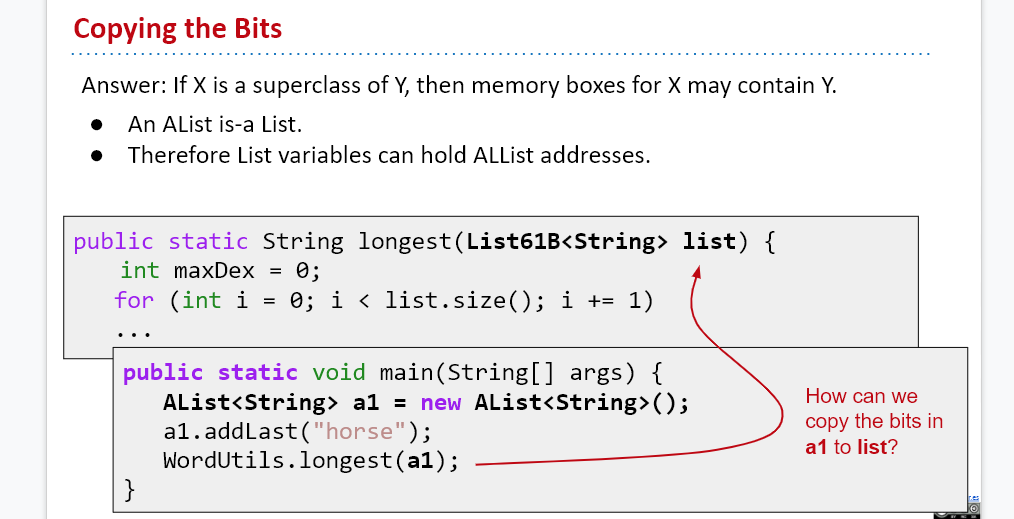 Copying the Bits
Answer: If X is a superclass of Y, then memory boxes for X may contain Y.
● An AList is-a List.
● Therefore List variables can hold ALList addresses.
public static String longest(List61B<String> list) {
int maxDex = 0;
for (int i = 0; i < list.size(); i += 1)
...
public static void main(String[] args) {
AList<String> a1 = new AList<String>();
a1.addLast("horse");
WordUtils.longest(a1);
}
How can we
copy the bits in
a1 to list?